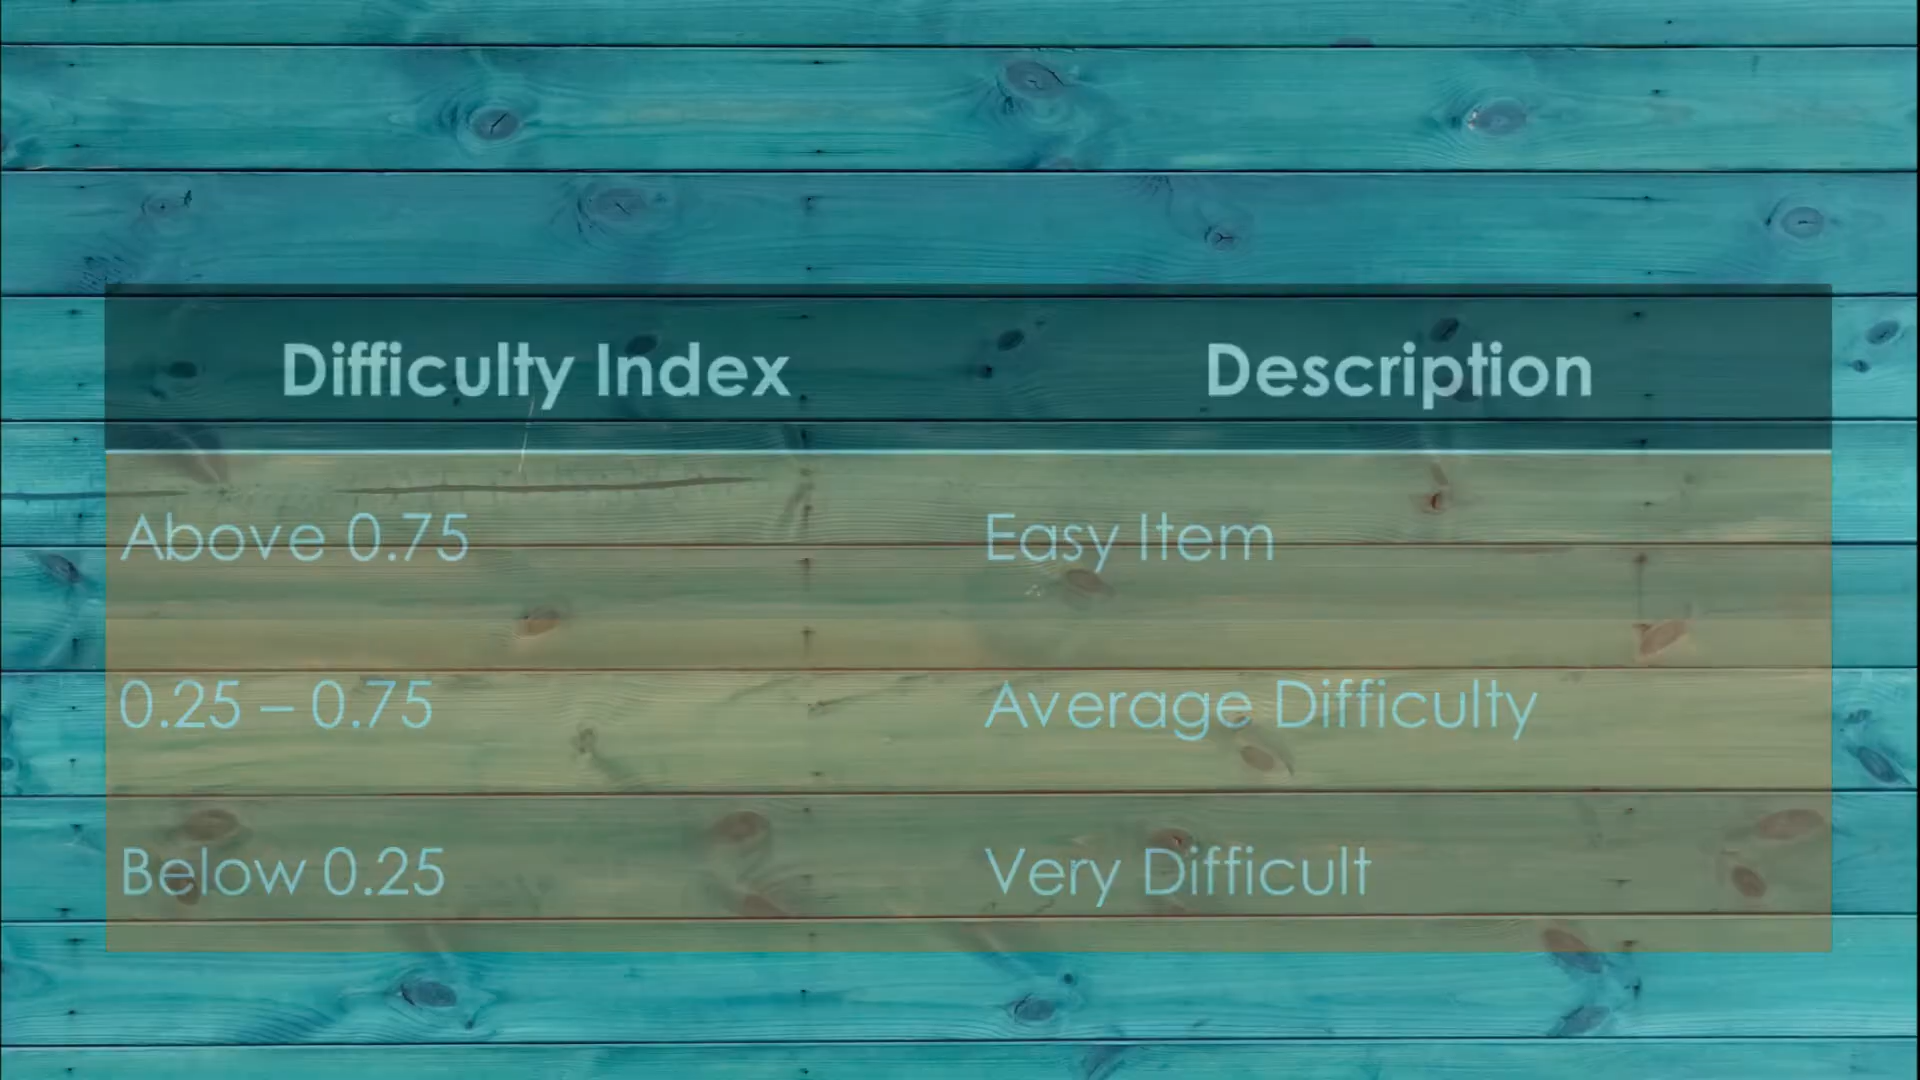 Difficulty Index Description
Above 0.75 Easy Item
0.25 – 0.75 Average Difficulty
Below 0.25 Very Difficult